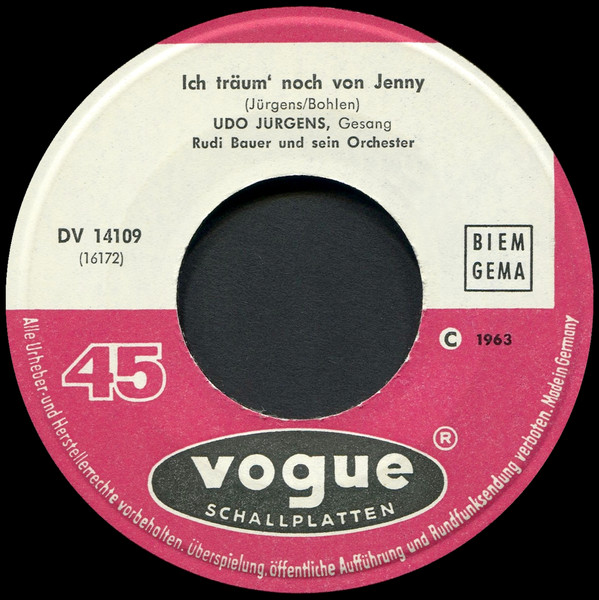 Ich träum' noch von Jenny
(Jürgens/Bohlen)
UDO JÜRGENS, Gesang
Rudi Bauer und sein Orchester
DV 14109
(16172)
BIEM
GEMA
C 1963
45
vogue ®
SCHALLPLATTEN
Alle Urheber- und Herstellerrechte vorbehalten. Überspielung, öffentliche Aufführung und Rundfunksendung verboten. Made in Germany